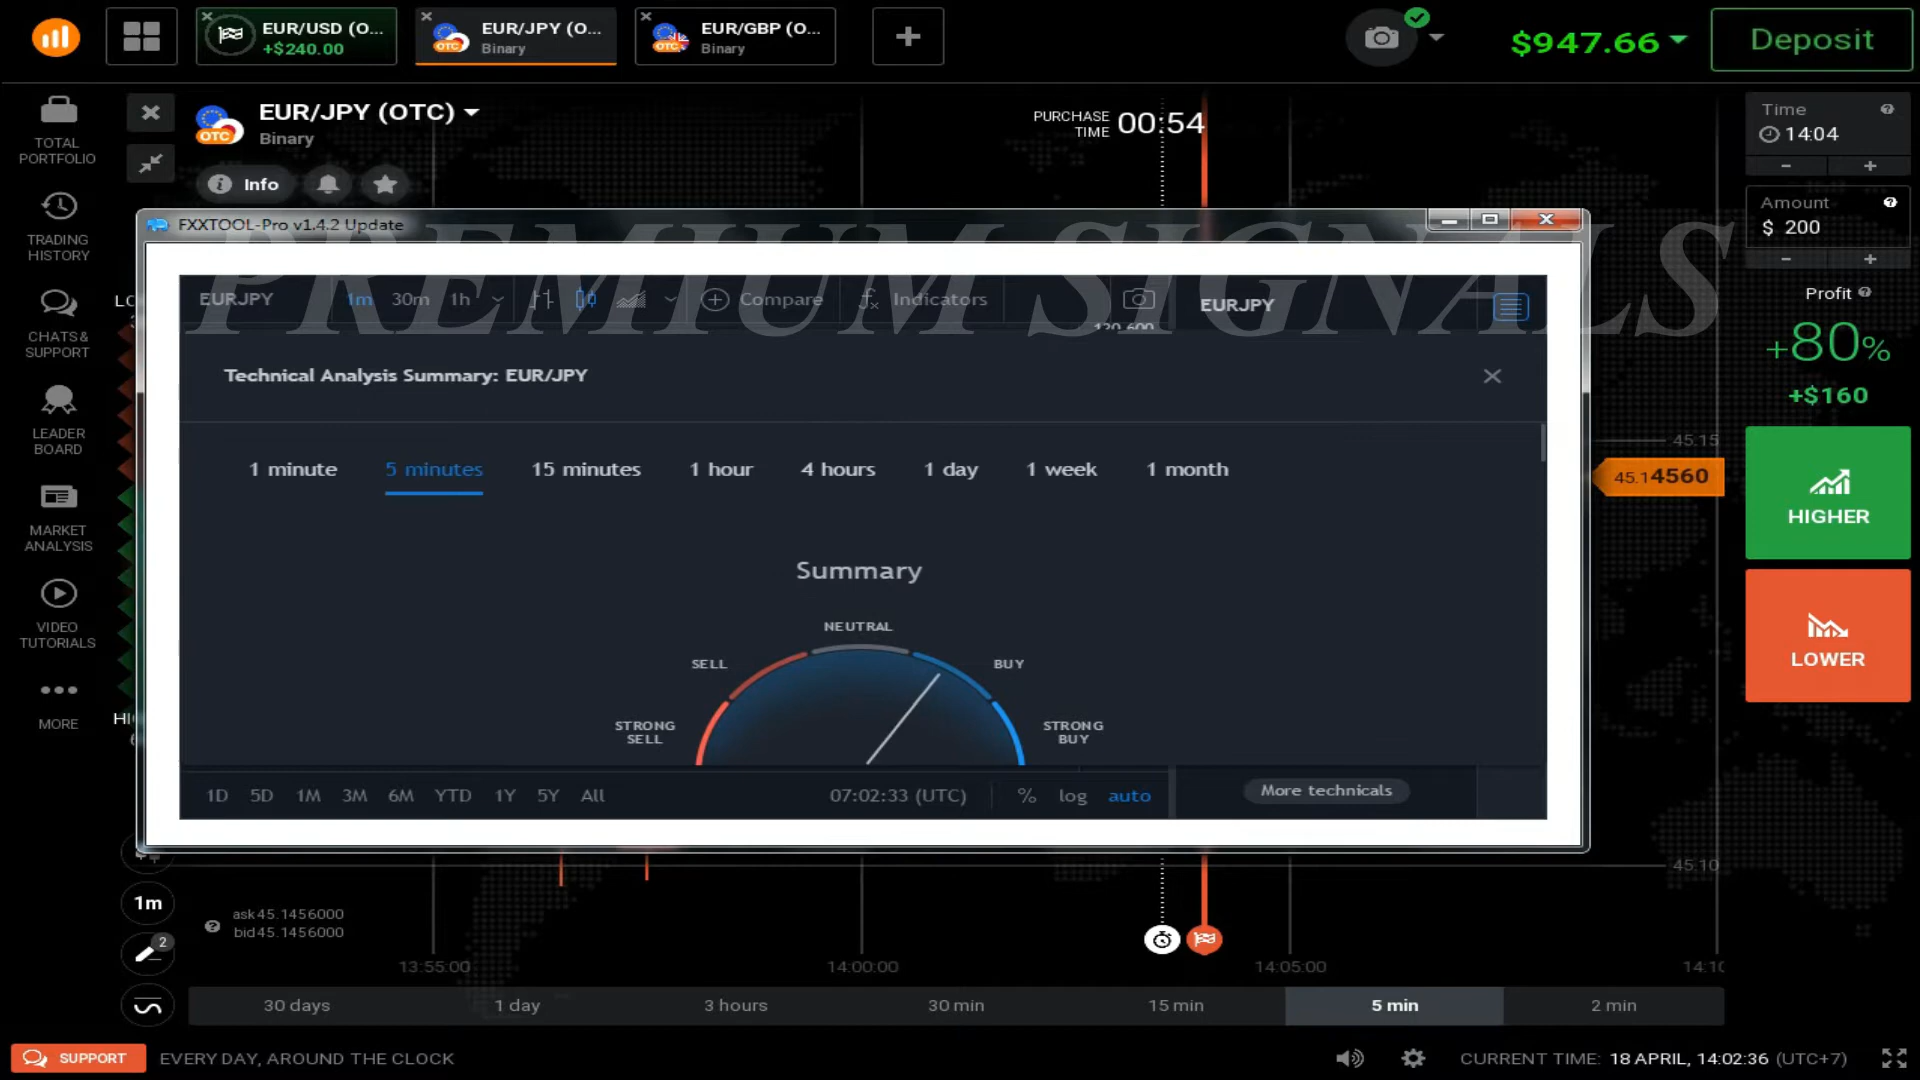 EUR/USD (O...
+$240.00
EUR/JPY (O...
Binary
EUR/GBP (O...
Binary
$947.66
Deposit
EUR/JPY (OTC)
Binary
Info
PURCHASE
TIME
00:54
Time
14:04
Amount
$ 200
Profit
+80%
+$160
HIGHER
LOWER
TOTAL
PORTFOLIO
TRADING
HISTORY
CHATS &
SUPPORT
LEADER
BOARD
MARKET
ANALYSIS
VIDEO
TUTORIALS
MORE
FXXTOOL-Pro v1.4.2 Update
PREMIUM SIGNALS
EURJPY
1m 30m 1h
Compare
Indicators
EURJPY
Technical Analysis Summary: EUR/JPY
1 minute 5 minutes 15 minutes 1 hour 4 hours 1 day 1 week 1 month
Summary
NEUTRAL
SELL
BUY
STRONG
SELL
STRONG
BUY
1D 5D 1M 3M 6M YTD 1Y 5Y All
07:02:33 (UTC)
% log auto
More technicals
45.15
45.14560
45.10
1m
2
ask45.1456000
bid45.1456000
13:55:00
14:00:00
14:05:00
30 days 1 day 3 hours 30 min 15 min 5 min 2 min
SUPPORT
EVERY DAY, AROUND THE CLOCK
CURRENT TIME: 18 APRIL, 14:02:36 (UTC+7)